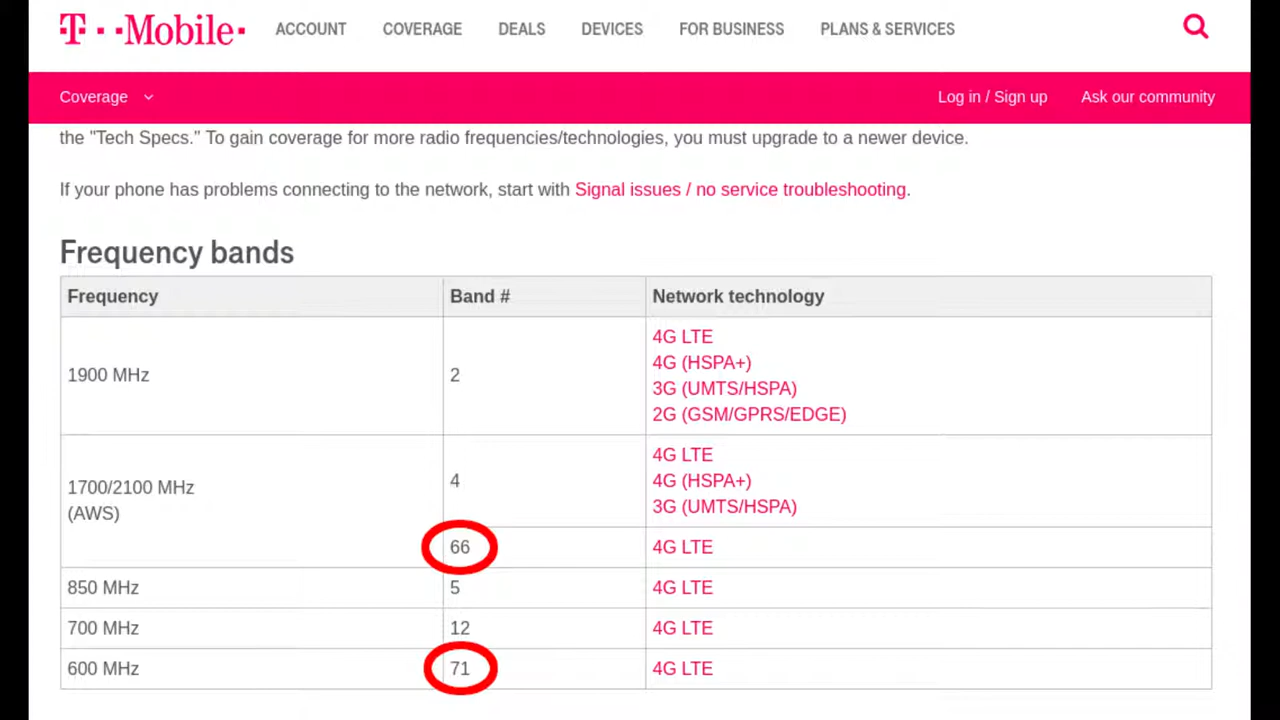 T··Mobile·
ACCOUNT COVERAGE DEALS DEVICES FOR BUSINESS PLANS & SERVICES
Coverage Log in / Sign up Ask our community
the "Tech Specs." To gain coverage for more radio frequencies/technologies, you must upgrade to a newer device.
If your phone has problems connecting to the network, start with Signal issues / no service troubleshooting.
Frequency bands
Frequency Band # Network technology
1900 MHz 2 4G LTE
4G (HSPA+)
3G (UMTS/HSPA)
2G (GSM/GPRS/EDGE)
1700/2100 MHz
(AWS)
4 4G LTE
4G (HSPA+)
3G (UMTS/HSPA)
66 4G LTE
850 MHz 5 4G LTE
700 MHz 12 4G LTE
600 MHz 71 4G LTE